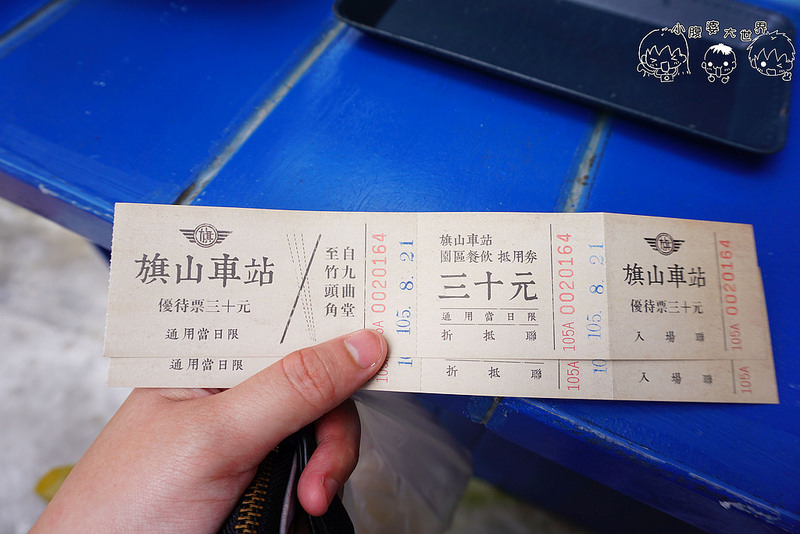 小腹婆大世界
旗
旗山車站
優待票三十元
通用當日限
自九曲堂
至竹頭角
0020164
105. 8. 21
旗山車站
園區餐飲 抵用券
三十元
通用當日限
折抵聯
105A 0020164
105. 8. 21
旗山車站
優待票三十元
入場聯
105A 0020164
通用當日限
折抵聯
105A
入場聯
105A